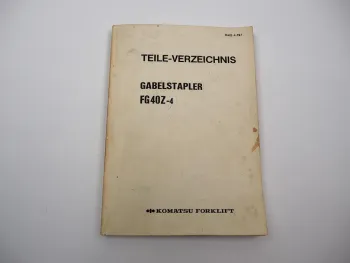 TEILE-VERZEICHNIS
GABELSTAPLER
FG40Z-4
KOMATSU FORKLIFT